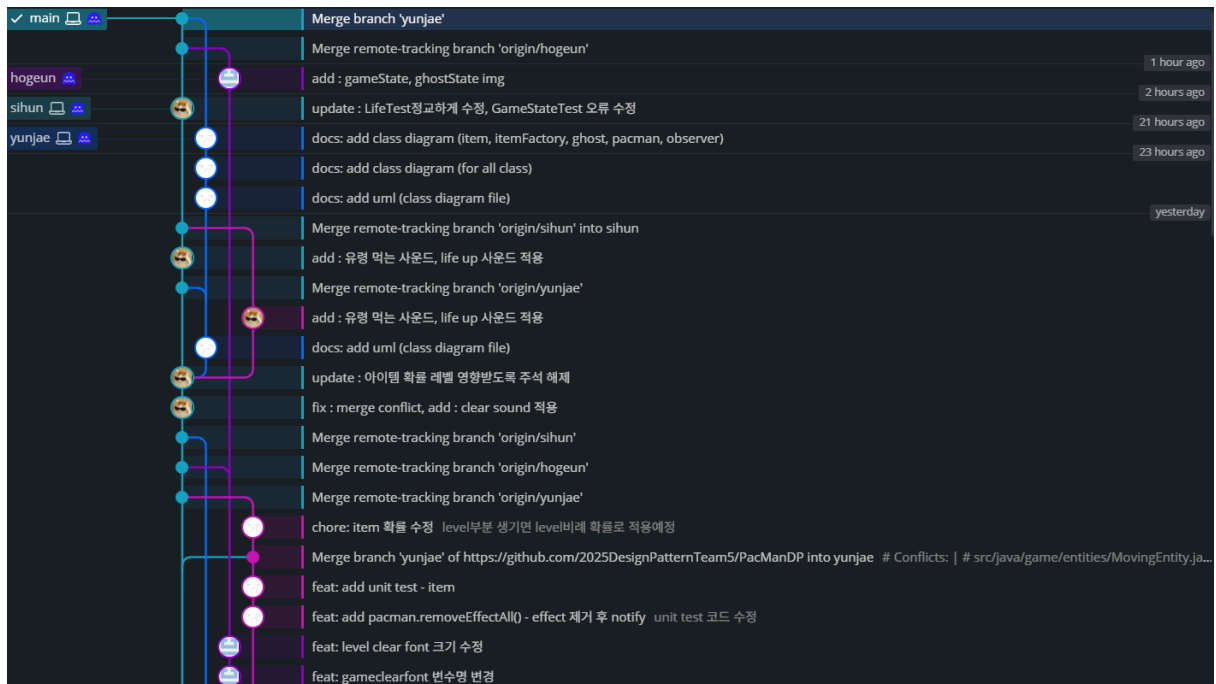 main Merge branch 'yunjae'
Merge remote-tracking branch 'origin/hogeun'
1 hour ago
hogeun add : gameState, ghostState img
2 hours ago
sihun update : LifeTest정교하게 수정, GameStateTest 오류 수정
21 hours ago
yunjae docs: add class diagram (item, itemFactory, ghost, pacman, observer)
23 hours ago
docs: add class diagram (for all class)
docs: add uml (class diagram file)
yesterday
Merge remote-tracking branch 'origin/sihun' into sihun
add : 유령 먹는 사운드, life up 사운드 적용
Merge remote-tracking branch 'origin/yunjae'
add : 유령 먹는 사운드, life up 사운드 적용
docs: add uml (class diagram file)
update : 아이템 확률 레벨 영향받도록 주석 해제
fix : merge conflict, add : clear sound 적용
Merge remote-tracking branch 'origin/sihun'
Merge remote-tracking branch 'origin/hogeun'
Merge remote-tracking branch 'origin/yunjae'
chore: item 확률 수정 level부분 생기면 level비례 확률로 적용예정
Merge branch 'yunjae' of https://github.com/2025DesignPatternTeam5/PacManDP into yunjae # Conflicts: | # src/java/game/entities/MovingEntity.ja...
feat: add unit test - item
feat: add pacman.removeEffectAll() - effect 제거 후 notify unit test 코드 수정
feat: level clear font 크기 수정
feat: gameclearfont 변수명 변경